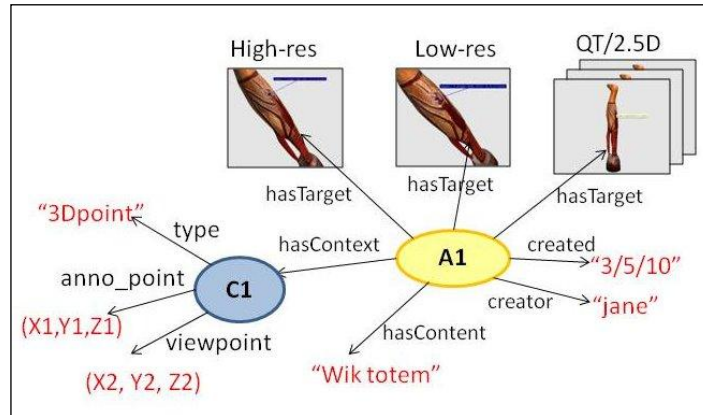 High-res
Low-res
QT/2.5D
hasTarget
hasTarget
hasTarget
“3Dpoint”
type
hasContext
A1
created
“3/5/10”
anno_point
C1
creator
“jane”
(X1,Y1,Z1)
viewpoint
hasContent
(X2, Y2, Z2)
“Wik totem”